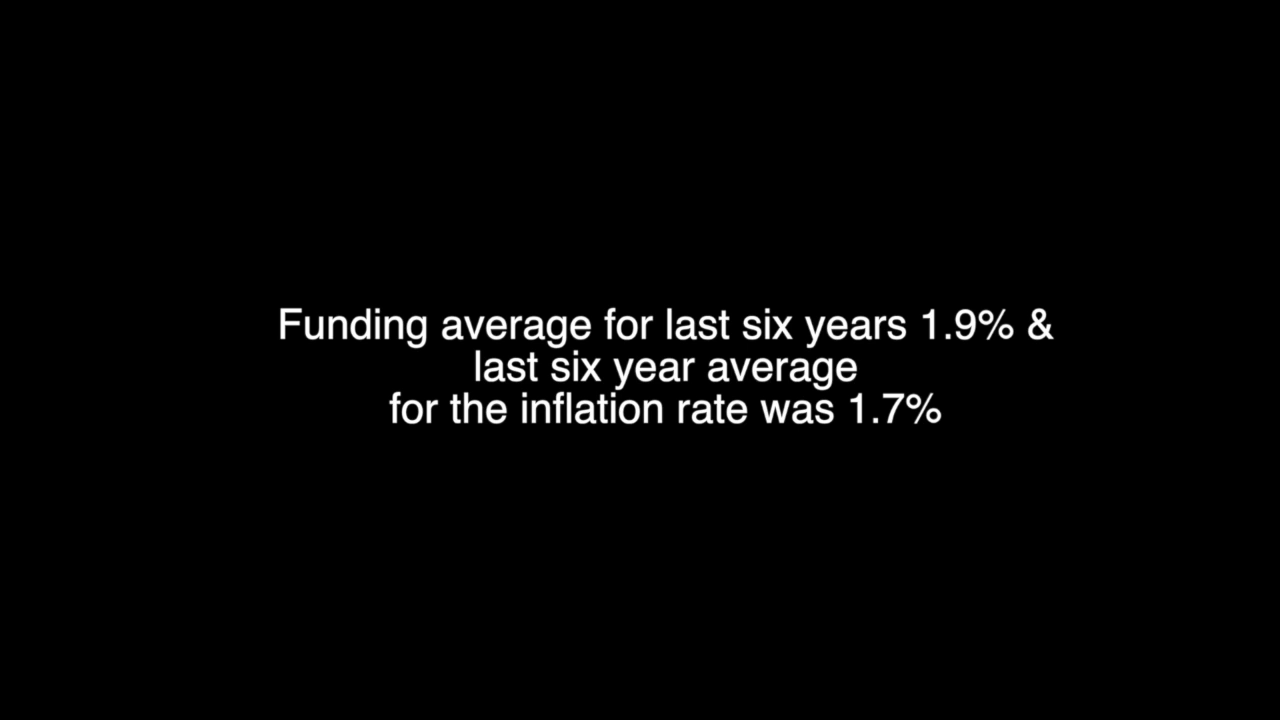 Funding average for last six years 1.9% &
last six year average
for the inflation rate was 1.7%